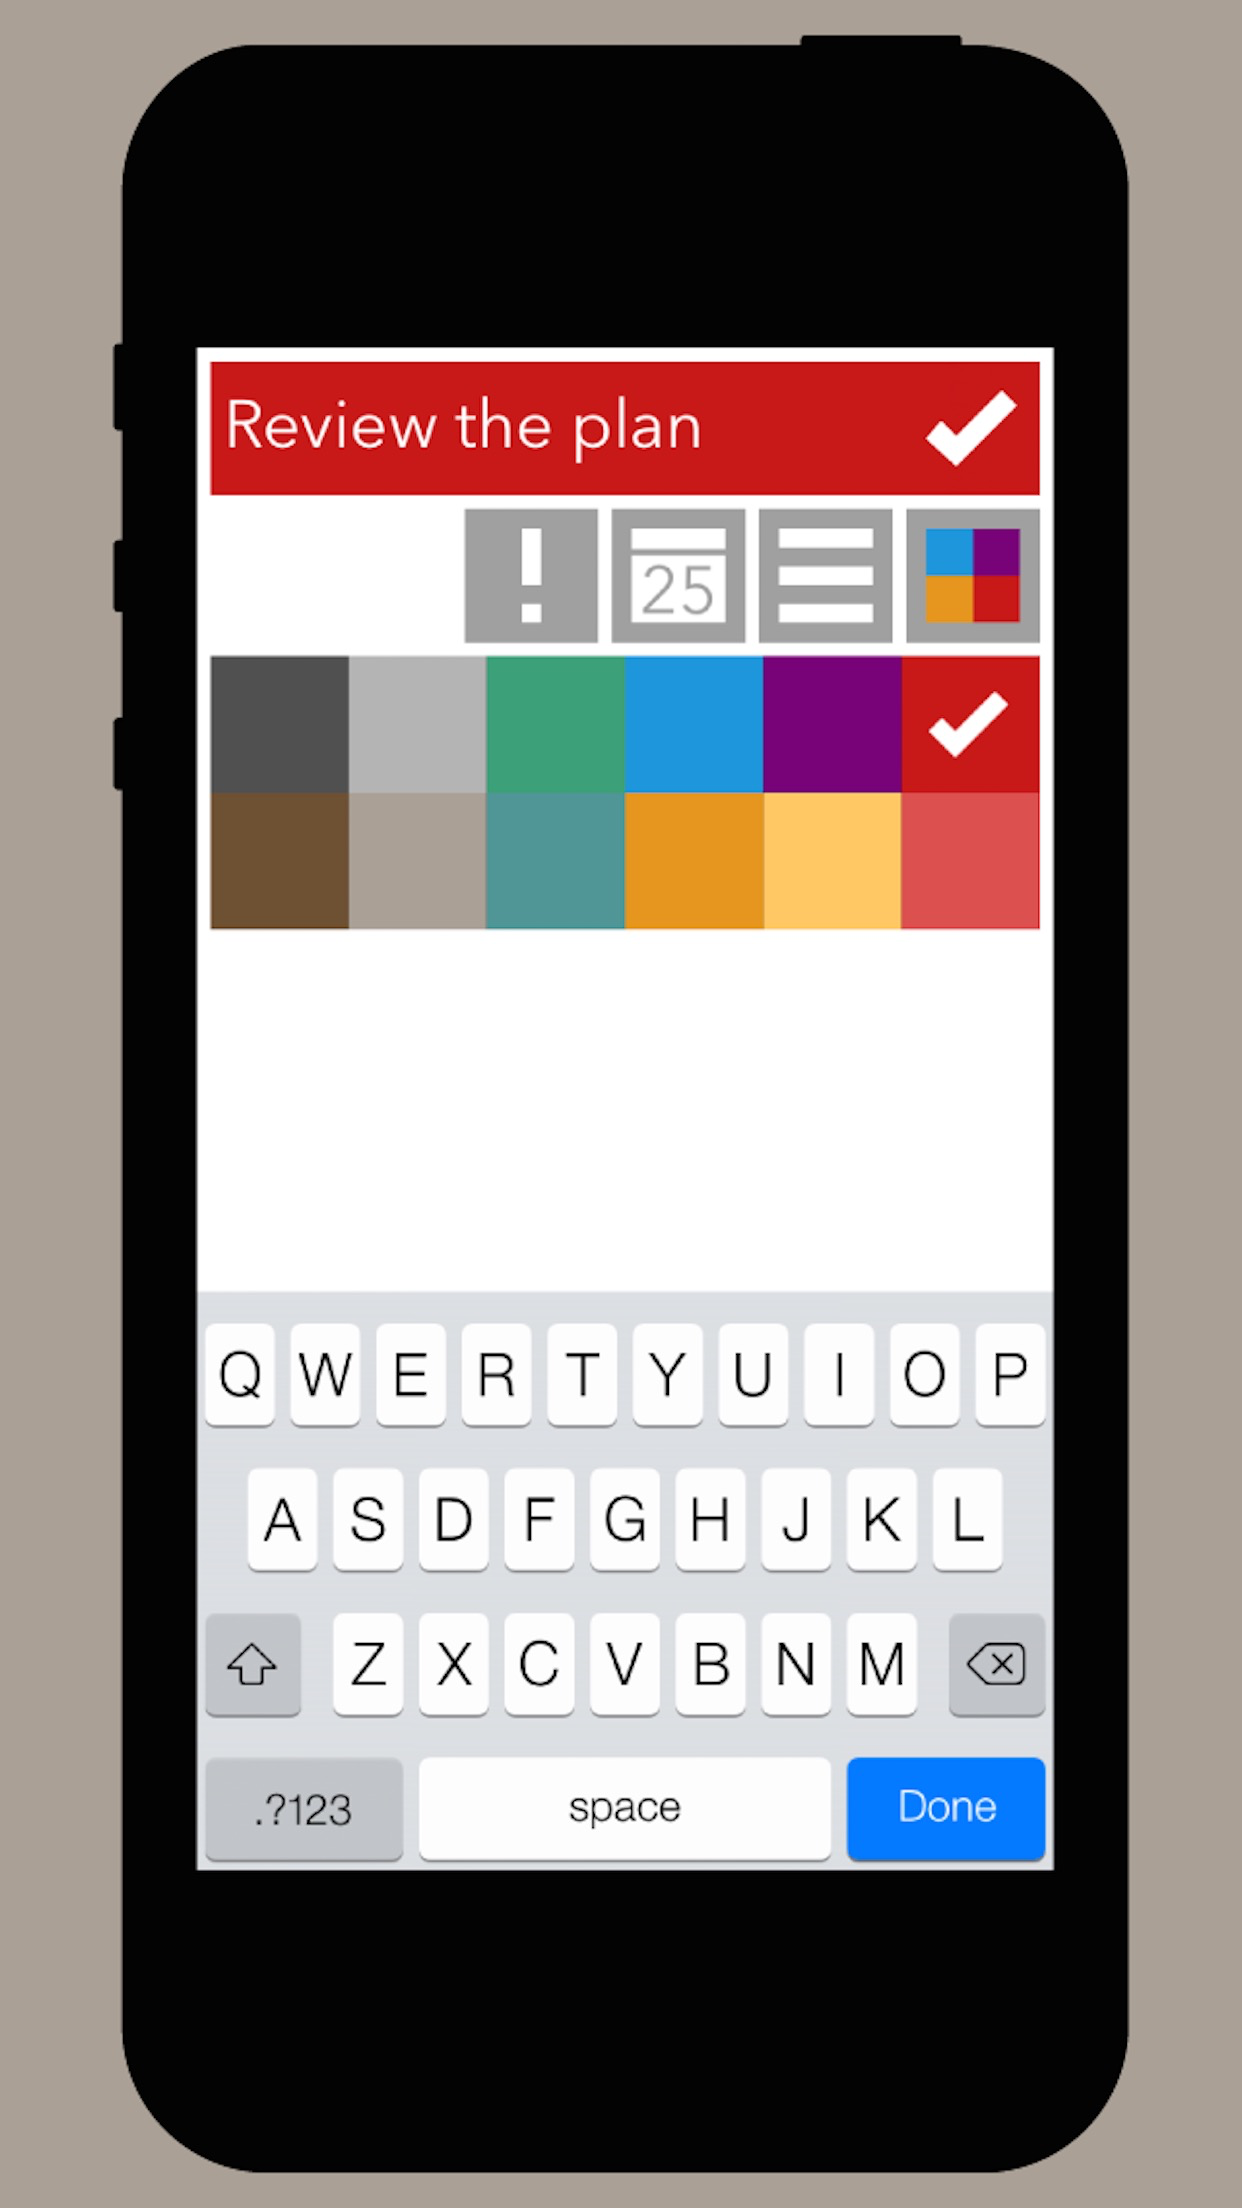 Review the plan
25
Q W E R T Y U I O P
A S D F G H J K L
Z X C V B N M
.?123 space Done